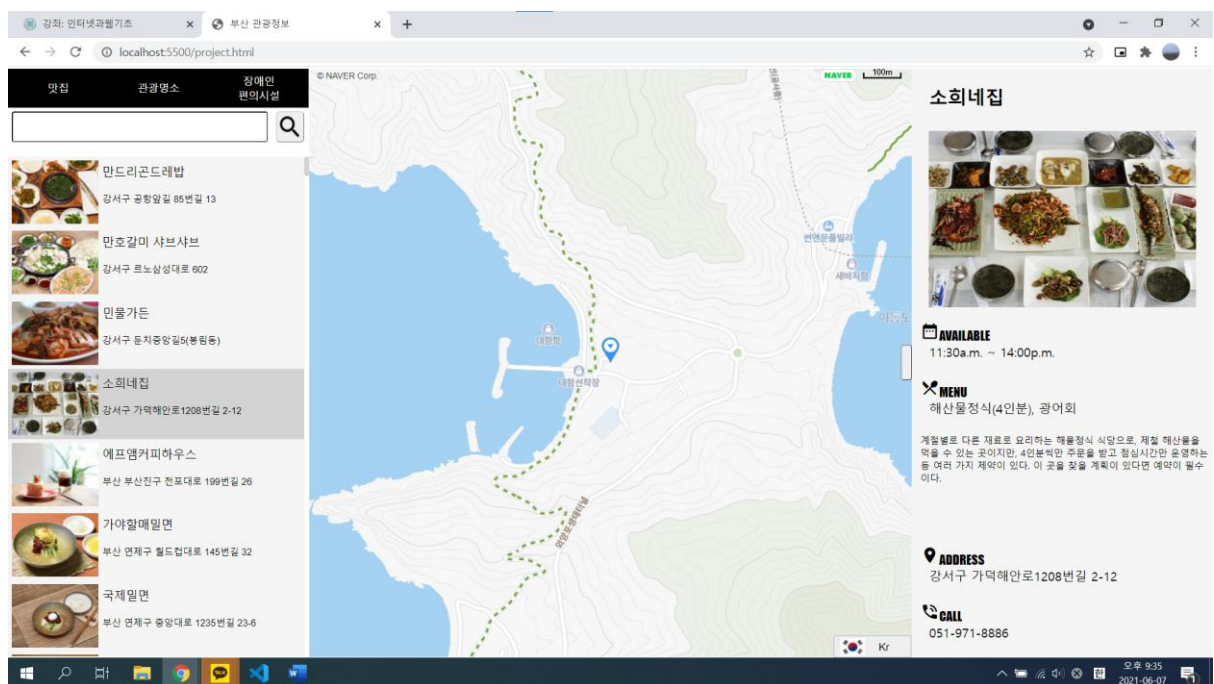 강좌: 인터넷과웹기초
부산 관광정보
localhost:5500/project.html
맛집
관광명소
장애인
편의시설
만드리곤드레밥
강서구 공항앞길 85번길 13
만호갈미 샤브샤브
강서구 르노삼성대로 602
민물가든
강서구 둔치중앙길5(봉림동)
소희네집
강서구 가덕해안로1208번길 2-12
에프앰커피하우스
부산 부산진구 전포대로 199번길 26
가야할매밀면
부산 연제구 월드컵대로 145번길 32
국제밀면
부산 연제구 중앙대로 1235번길 23-6
© NAVER Corp.
NAVER
100m
썬앤문풀빌라
새바지항
대항항
대항선착장
외양포생태터널
Kr
소희네집
AVAILABLE
11:30a.m. ~ 14:00p.m.
MENU
해산물정식(4인분), 광어회
계절별로 다른 재료로 요리하는 해물정식 식당으로, 제철 해산물을
먹을 수 있는 곳이지만, 4인분씩만 주문을 받고 점심시간만 운영하는
등 여러 가지 제약이 있다. 이 곳을 찾을 계획이 있다면 예약이 필수
이다.
ADDRESS
강서구 가덕해안로1208번길 2-12
CALL
051-971-8886
한
오후 9:35
2021-06-07